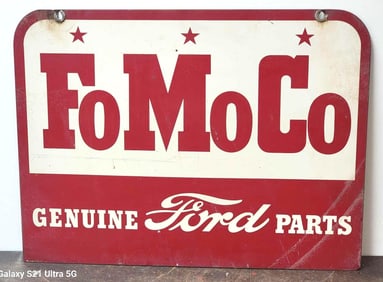 FoMoCo
GENUINE Ford PARTS
Galaxy S21 Ultra 5G